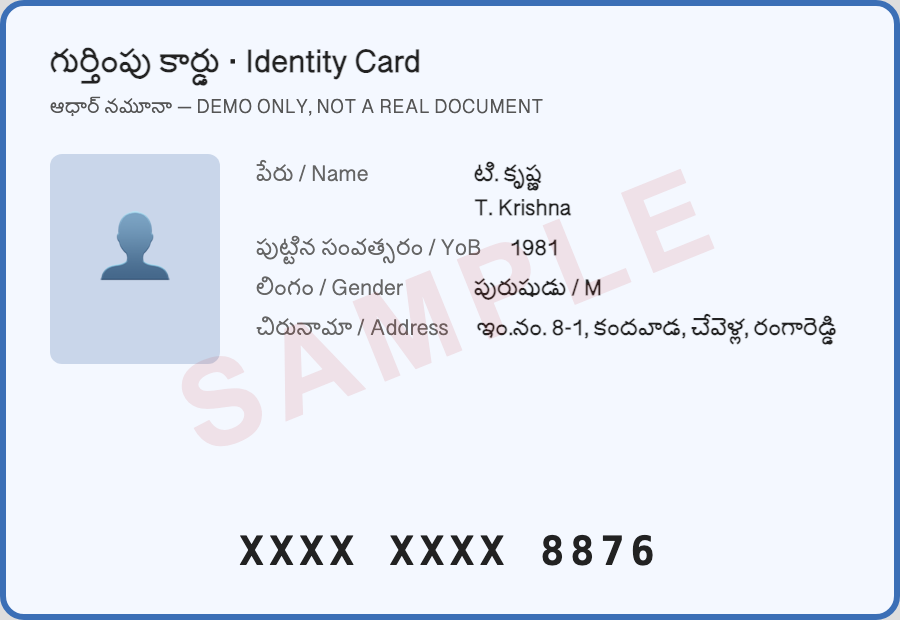 గుర్తింపు కార్డు · Identity Card
ఆధార్ నమూనా — DEMO ONLY, NOT A REAL DOCUMENT
పేరు / Name టి. కృష్ణ
T. Krishna
పుట్టిన సంవత్సరం / YoB 1981
లింగం / Gender పురుషుడు / M
చిరునామా / Address ఇం.నం. 8-1, కందవాడ, చేవెళ్ల, రంగారెడ్డి
SAMPLE
XXXX XXXX 8876